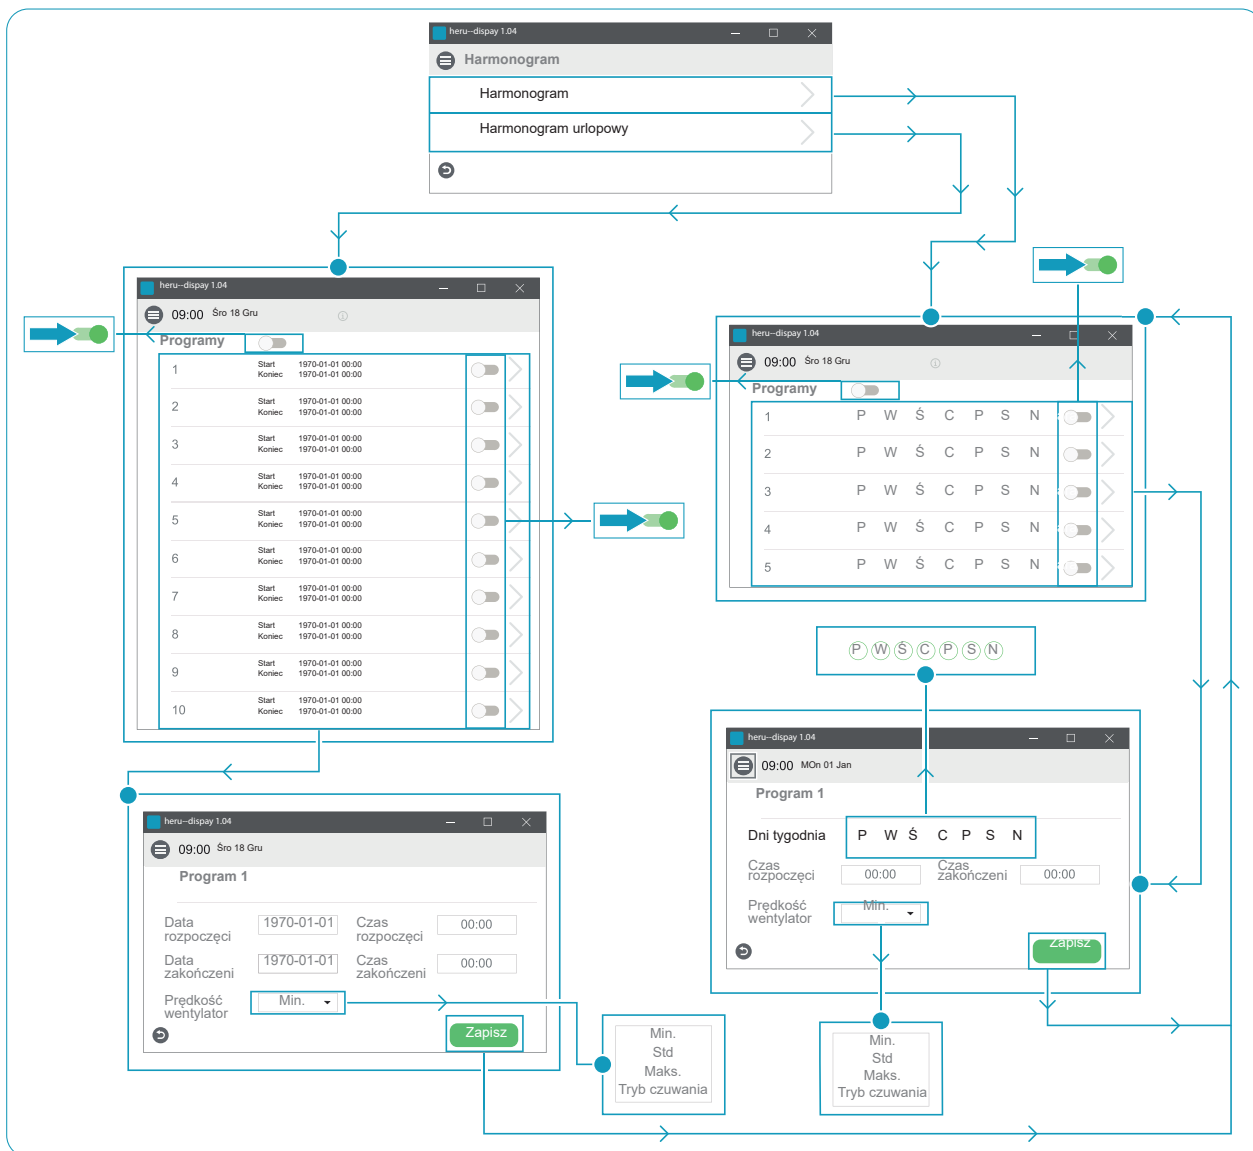 heru--dispay 1.04
Harmonogram
Harmonogram
Harmonogram urlopowy
heru--dispay 1.04
09:00 Śro 18 Gru
Programy
1 Start 1970-01-01 00:00
Koniec 1970-01-01 00:00
2 Start 1970-01-01 00:00
Koniec 1970-01-01 00:00
3 Start 1970-01-01 00:00
Koniec 1970-01-01 00:00
4 Start 1970-01-01 00:00
Koniec 1970-01-01 00:00
5 Start 1970-01-01 00:00
Koniec 1970-01-01 00:00
6 Start 1970-01-01 00:00
Koniec 1970-01-01 00:00
7 Start 1970-01-01 00:00
Koniec 1970-01-01 00:00
8 Start 1970-01-01 00:00
Koniec 1970-01-01 00:00
9 Start 1970-01-01 00:00
Koniec 1970-01-01 00:00
10 Start 1970-01-01 00:00
Koniec 1970-01-01 00:00
heru--dispay 1.04
09:00 Śro 18 Gru
Programy
1 P W Ś C P S N
2 P W Ś C P S N
3 P W Ś C P S N
4 P W Ś C P S N
5 P W Ś C P S N
P W Ś C P S N
heru--dispay 1.04
09:00 MOn 01 Jan
Program 1
Dni tygodnia P W Ś C P S N
Czas
rozpoczęci 00:00
Czas
zakończeni 00:00
Prędkość
wentylator Min.
Zapisz
Min.
Std
Maks.
Tryb czuwania
heru--dispay 1.04
09:00 Śro 18 Gru
Program 1
Data
rozpoczęci 1970-01-01
Czas
rozpoczęci 00:00
Data
zakończeni 1970-01-01
Czas
zakończeni 00:00
Prędkość
wentylator Min.
Zapisz
Min.
Std
Maks.
Tryb czuwania